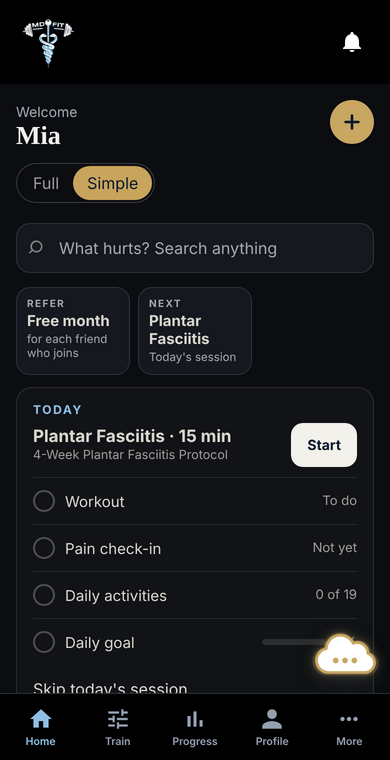 MD FIT
Welcome
Mia
Full
Simple
What hurts? Search anything
REFER
Free month
for each friend
who joins
NEXT
Plantar
Fasciitis
Today's session
TODAY
Plantar Fasciitis · 15 min
4-Week Plantar Fasciitis Protocol
Start
Workout
To do
Pain check-in
Not yet
Daily activities
0 of 19
Daily goal
Skip today's session
Home
Train
Progress
Profile
More